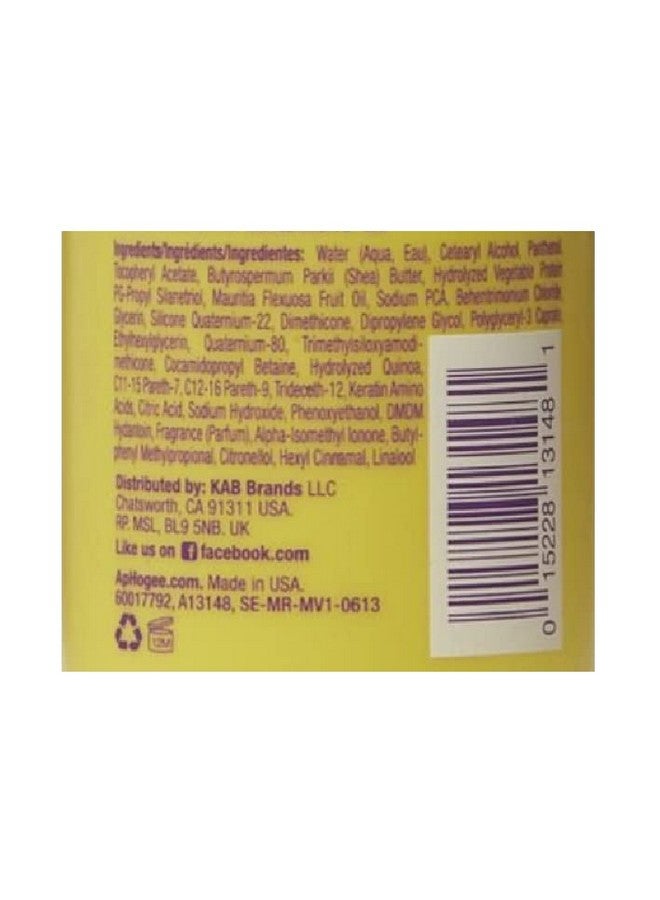 Ingredients/Ingrédients/Ingredientes: Water (Aqua, Eau), Cetearyl Alcohol, Panthenol,
Tocopheryl Acetate, Butyrospermum Parkii (Shea) Butter, Hydrolyzed Vegetable Protein
PG-Propyl Silanetriol, Mauritia Flexuosa Fruit Oil, Sodium PCA, Behentrimonium Chloride,
Glycerin, Silicone Quaternium-22, Dimethicone, Dipropylene Glycol, Polyglyceryl-3 Caprate,
Ethylhexylglycerin, Quaternium-80, Trimethylsiloxyamod-
imethicone, Cocamidopropyl Betaine, Hydrolyzed Quinoa,
C11-15 Pareth-7, C12-16 Pareth-9, Trideceth-12, Keratin Amino
Acids, Citric Acid, Sodium Hydroxide, Phenoxyethanol, DMDM
Hydantoin, Fragrance (Parfum), Alpha-Isomethyl Ionone, Butyl-
phenyl Methylpropional, Citronellol, Hexyl Cinnamal, Linalool
Distributed by: KAB Brands LLC
Chatsworth, CA 91311 USA.
RP. MSL, BL9 5NB. UK
Like us on facebook.com
ApHogee.com. Made in USA.
60017792, A13148, SE-MR-MV1-0613
12M
0 15228 13148 1